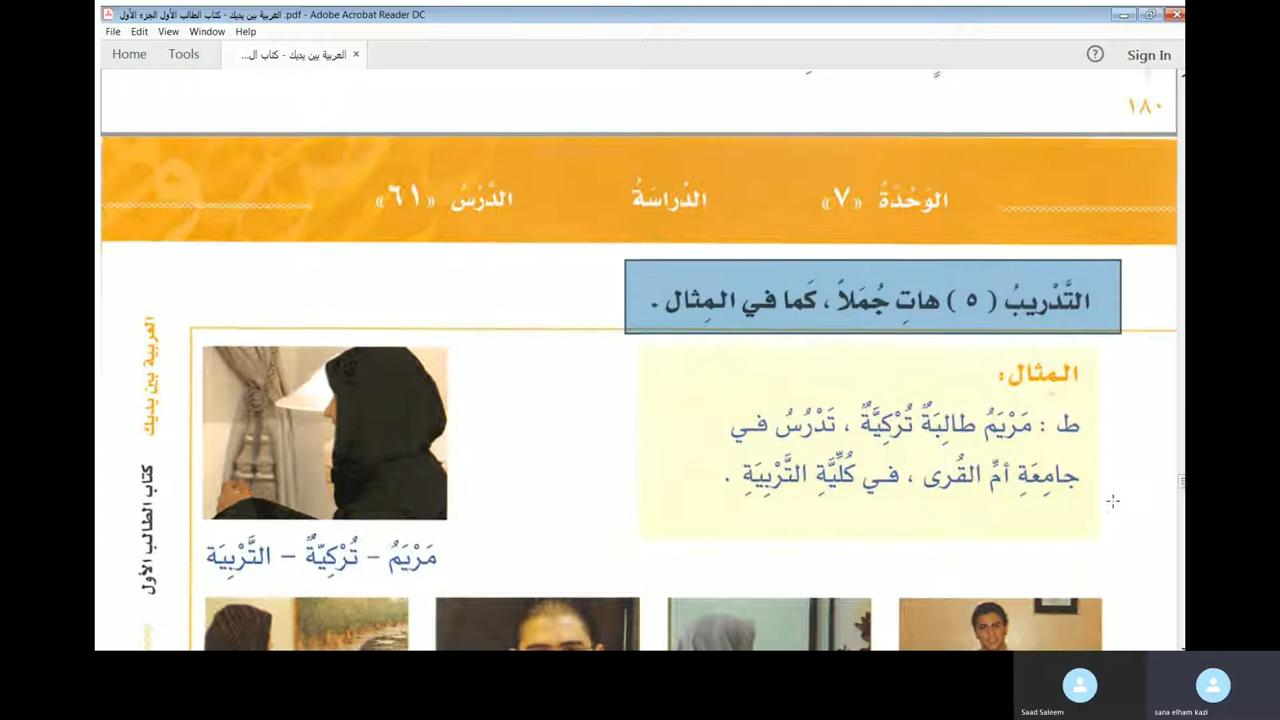 العربية بين يديك - كتاب الطالب الأول الجزء الأول .pdf - Adobe Acrobat Reader DC
File Edit View Window Help
Home Tools العربية بين يديك - كتاب ال... × ? Sign In
١٨٠
الوَحْدَةُ «٧» الدِّراسَةُ الدَّرْسُ «٦١»
التَّدْريبُ (٥) هاتِ جُمَلاً ، كَما في المِثال .
المِثال:
ط : مَرْيَمُ طالِبَةٌ تُرْكِيَّةٌ ، تَدْرُسُ في
جامِعَةِ أمِّ القُرى ، في كُلِّيَّةِ التَّرْبِيَةِ .
مَرْيَمُ – تُرْكِيّةٌ – التَّرْبِيَة
العربية بين يديك
كتاب الطالب الأول
Saad Saleem
sana elham kazi